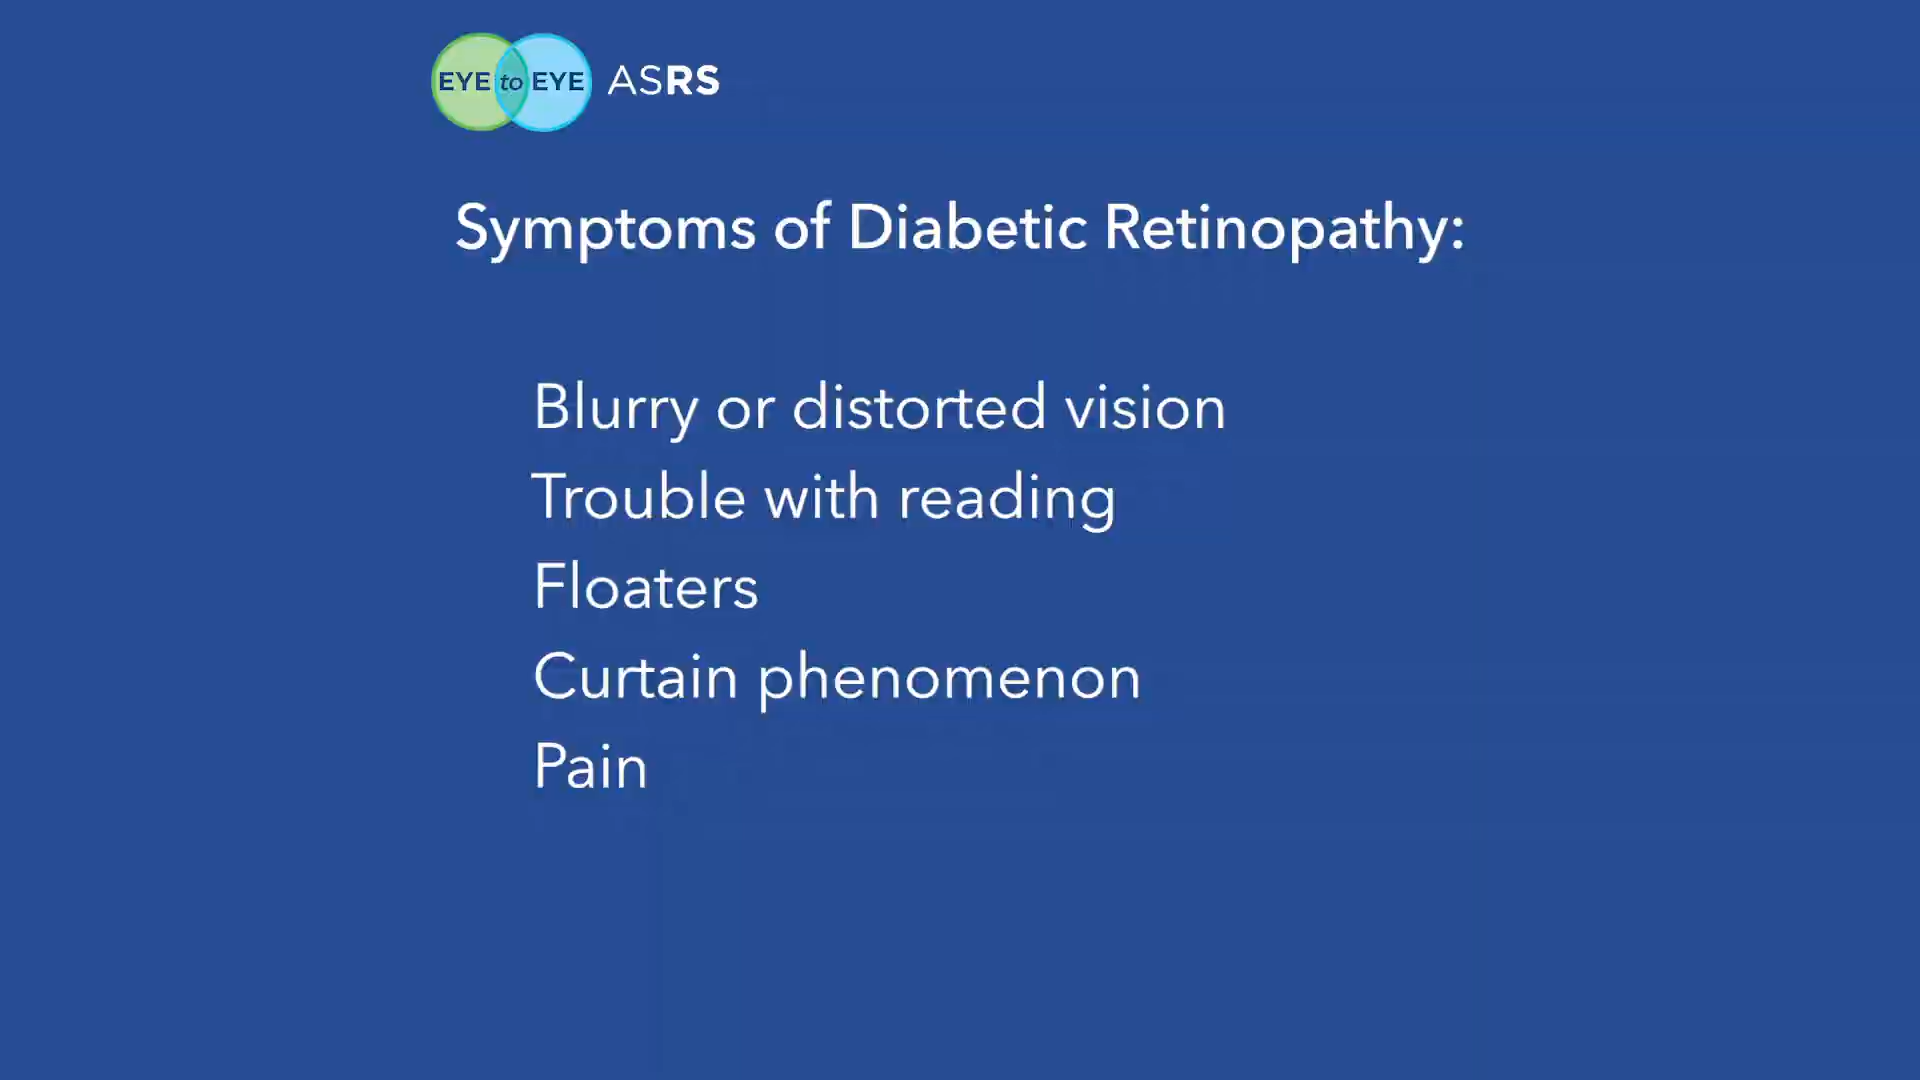 EYE to EYE ASRS
Symptoms of Diabetic Retinopathy:
Blurry or distorted vision
Trouble with reading
Floaters
Curtain phenomenon
Pain